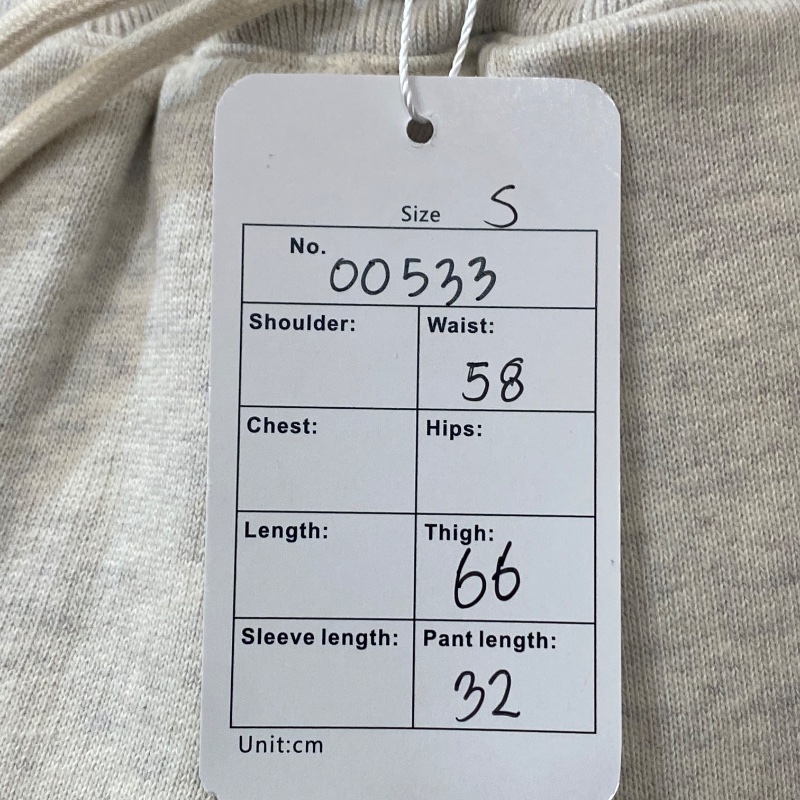 Size S
No. 00533
Shoulder: Waist: 58
Chest: Hips:
Length: Thigh: 66
Sleeve length: Pant length: 32
Unit:cm